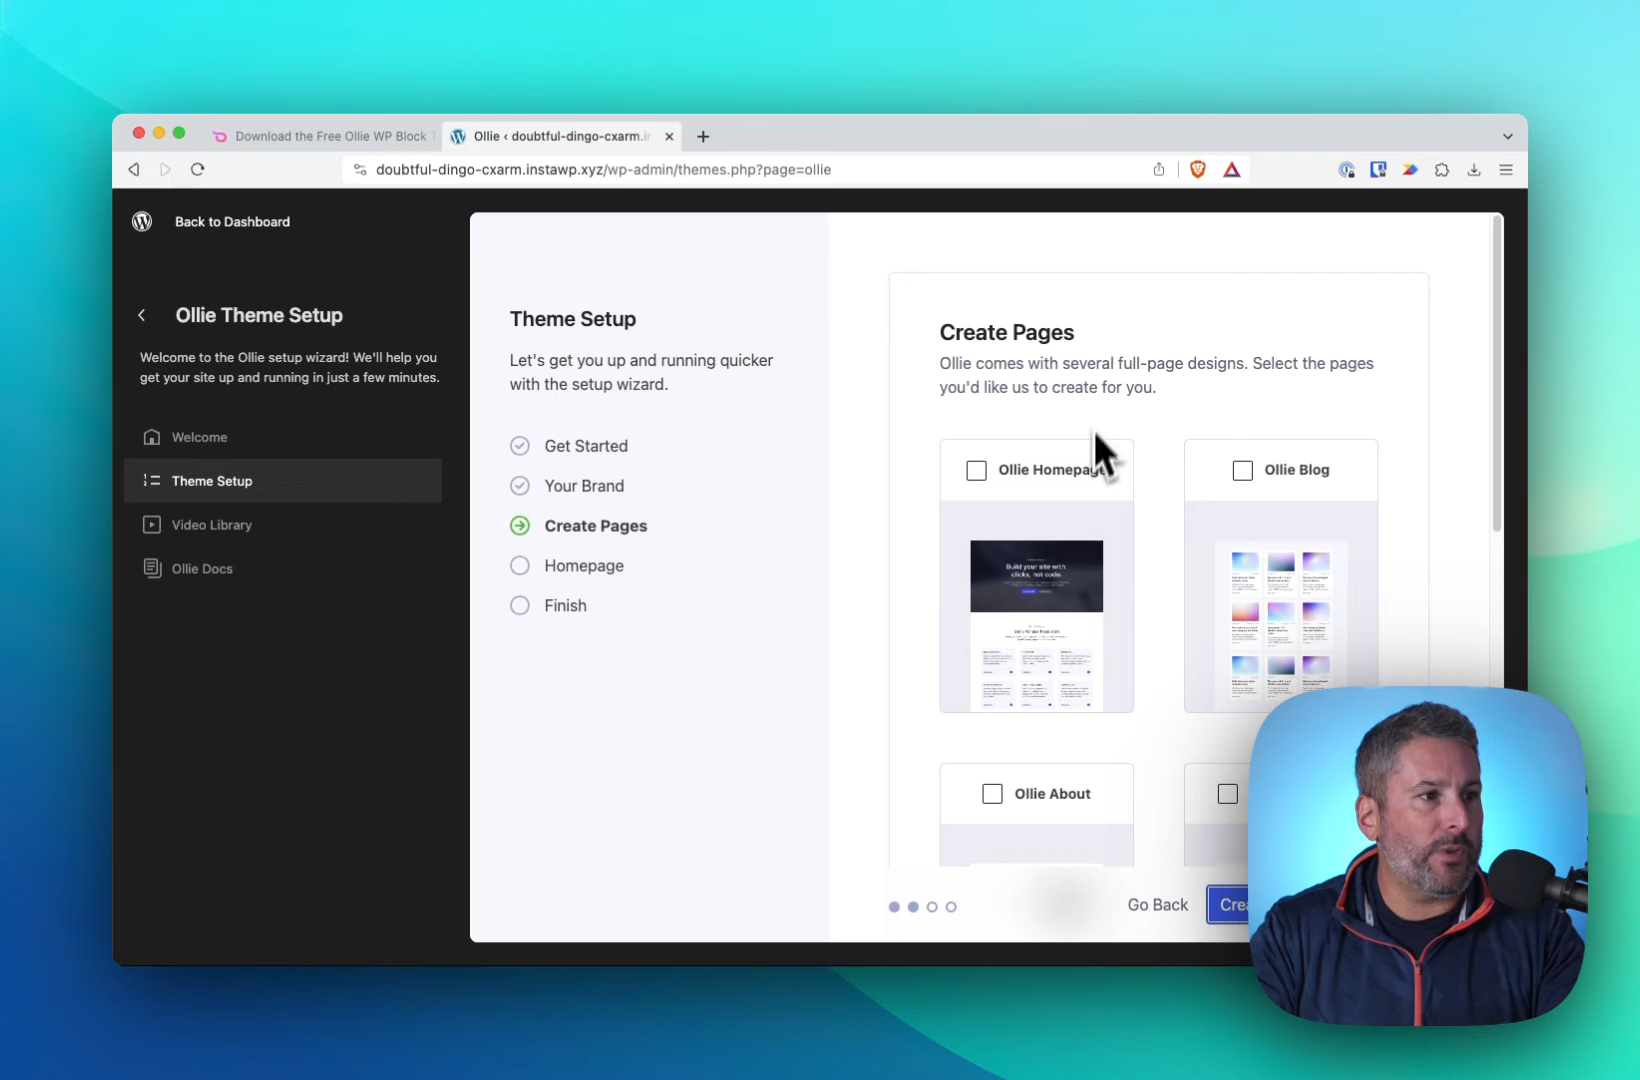 Download the Free Ollie WP Block
Ollie ‹ doubtful-dingo-cxarm.in
doubtful-dingo-cxarm.instawp.xyz/wp-admin/themes.php?page=ollie
Back to Dashboard
Ollie Theme Setup
Welcome to the Ollie setup wizard! We'll help you
get your site up and running in just a few minutes.
Welcome
Theme Setup
Video Library
Ollie Docs
Theme Setup
Let's get you up and running quicker
with the setup wizard.
Get Started
Your Brand
Create Pages
Homepage
Finish
Create Pages
Ollie comes with several full-page designs. Select the pages
you'd like us to create for you.
Ollie Homepage
Ollie Blog
Build your site with
clicks, not code.
Ollie About
Go Back
Crea